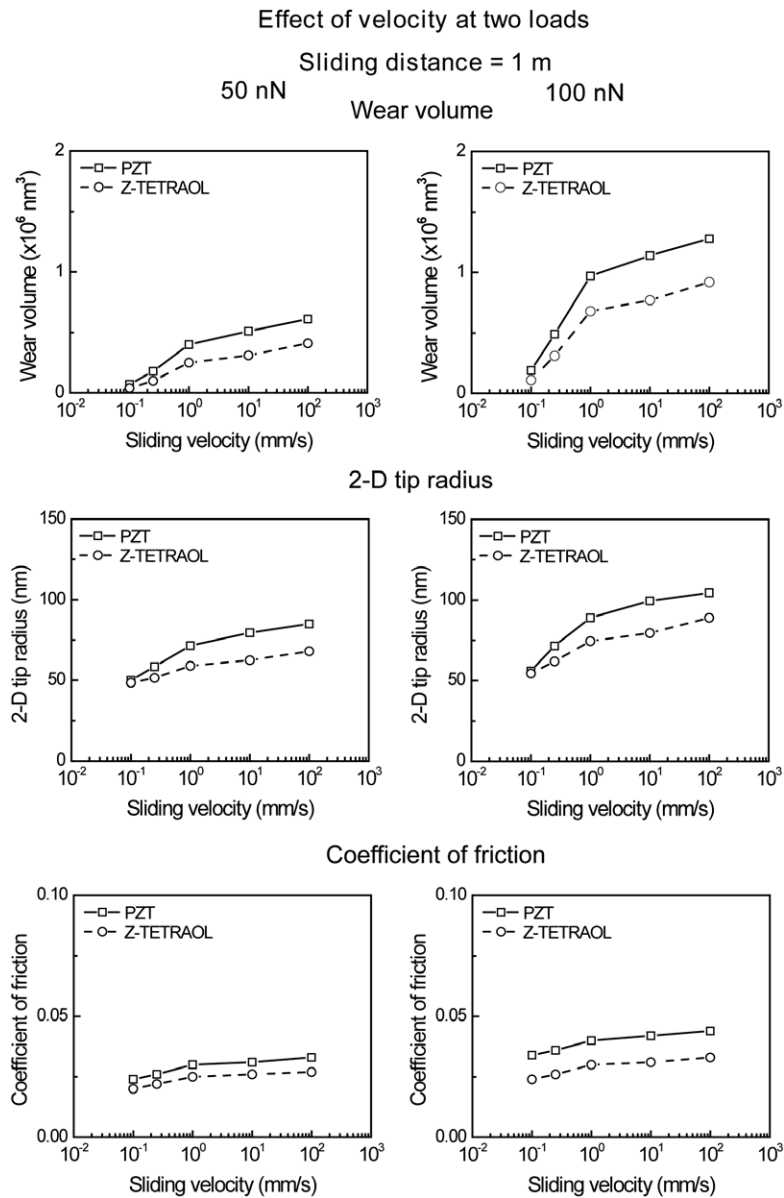 Effect of velocity at two loads
Sliding distance = 1 m
50 nN 100 nN
Wear volume
2
1
0
Wear volume (x10⁶ nm³)
PZT
Z-TETRAOL
10⁻² 10⁻¹ 10⁰ 10¹ 10² 10³
Sliding velocity (mm/s)
2
1
0
Wear volume (x10⁶ nm³)
PZT
Z-TETRAOL
10⁻² 10⁻¹ 10⁰ 10¹ 10² 10³
Sliding velocity (mm/s)
2-D tip radius
150
100
50
0
2-D tip radius (nm)
PZT
Z-TETRAOL
10⁻² 10⁻¹ 10⁰ 10¹ 10² 10³
Sliding velocity (mm/s)
150
100
50
0
2-D tip radius (nm)
PZT
Z-TETRAOL
10⁻² 10⁻¹ 10⁰ 10¹ 10² 10³
Sliding velocity (mm/s)
Coefficient of friction
0.10
0.05
0.00
Coefficient of friction
PZT
Z-TETRAOL
10⁻² 10⁻¹ 10⁰ 10¹ 10² 10³
Sliding velocity (mm/s)
0.10
0.05
0.00
Coefficient of friction
PZT
Z-TETRAOL
10⁻² 10⁻¹ 10⁰ 10¹ 10² 10³
Sliding velocity (mm/s)